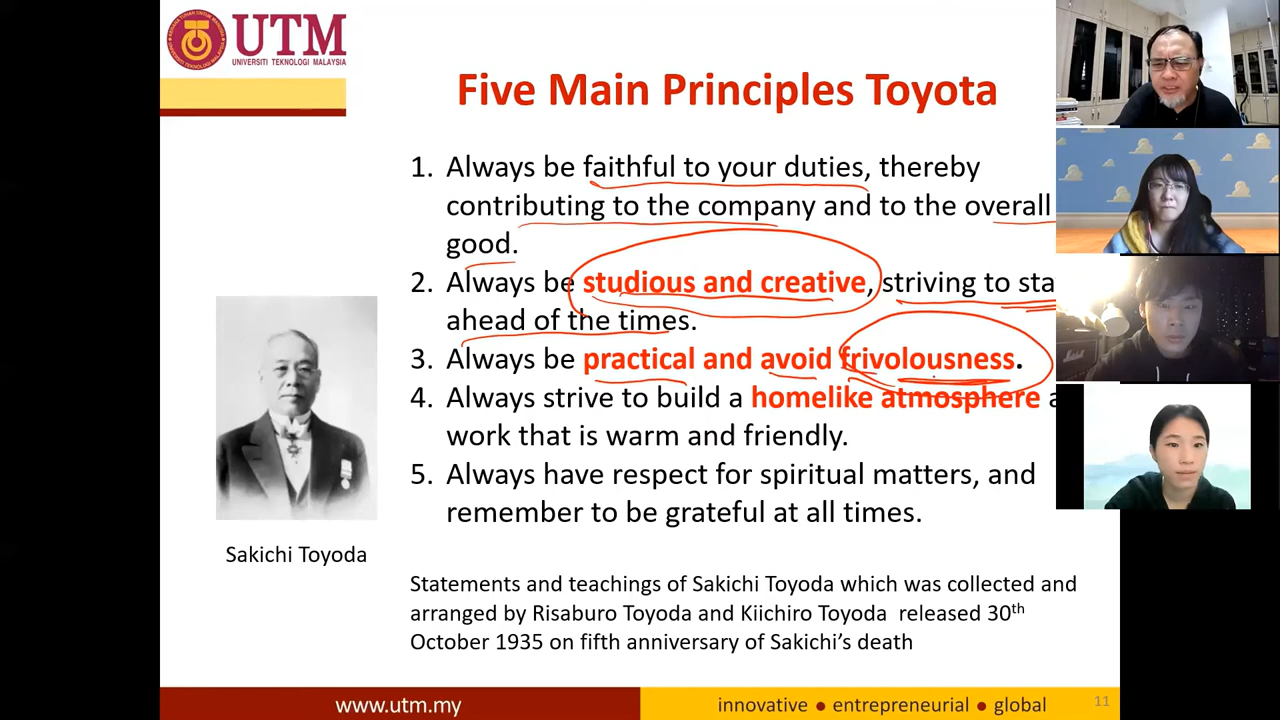 UTM
UNIVERSITI TEKNOLOGI MALAYSIA
Five Main Principles Toyota
1. Always be faithful to your duties, thereby
contributing to the company and to the overall
good.
2. Always be studious and creative, striving to sta
ahead of the times.
3. Always be practical and avoid frivolousness.
4. Always strive to build a homelike atmosphere a
work that is warm and friendly.
5. Always have respect for spiritual matters, and
remember to be grateful at all times.
Sakichi Toyoda
Statements and teachings of Sakichi Toyoda which was collected and
arranged by Risaburo Toyoda and Kiichiro Toyoda released 30th
October 1935 on fifth anniversary of Sakichi’s death
www.utm.my
innovative ● entrepreneurial ● global
11